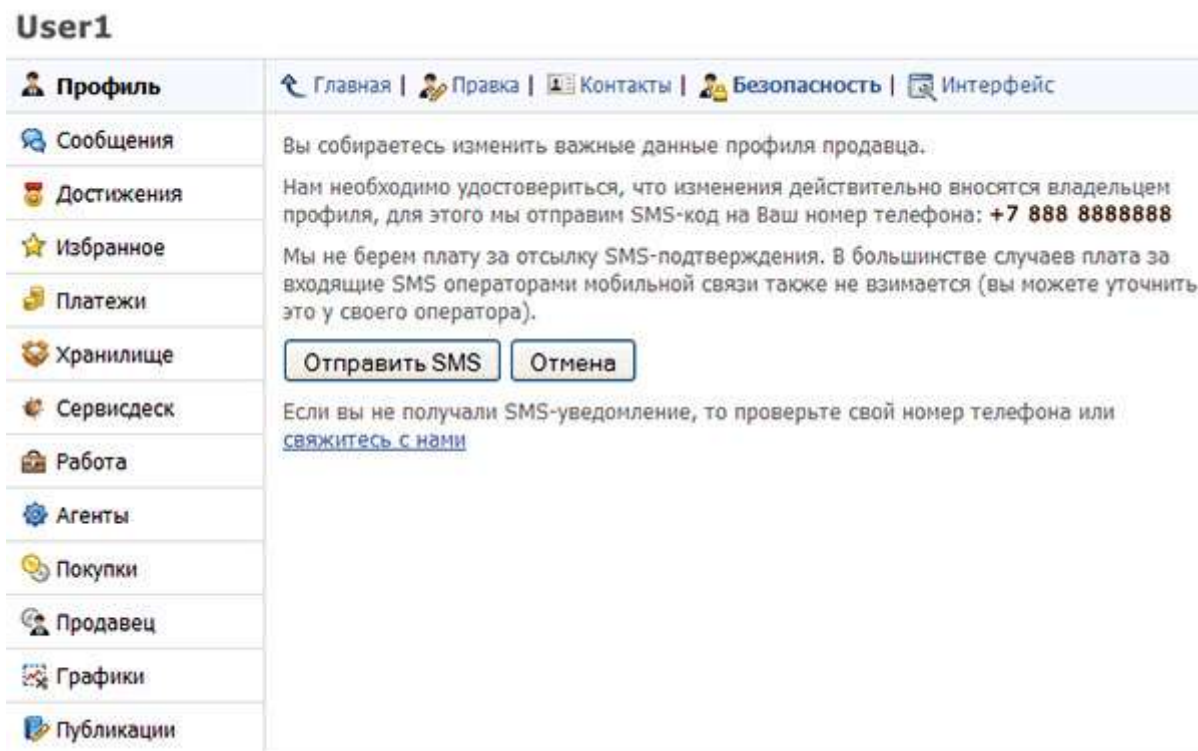 User1
Профиль
Главная | Правка | Контакты | Безопасность | Интерфейс
Сообщения
Достижения
Избранное
Платежи
Хранилище
Сервисдеск
Работа
Агенты
Покупки
Продавец
Графики
Публикации
Вы собираетесь изменить важные данные профиля продавца.
Нам необходимо удостовериться, что изменения действительно вносятся владельцем
профиля, для этого мы отправим SMS-код на Ваш номер телефона: +7 888 8888888
Мы не берем плату за отсылку SMS-подтверждения. В большинстве случаев плата за
входящие SMS операторами мобильной связи также не взимается (вы можете уточнить
это у своего оператора).
Отправить SMS Отмена
Если вы не получали SMS-уведомление, то проверьте свой номер телефона или
свяжитесь с нами